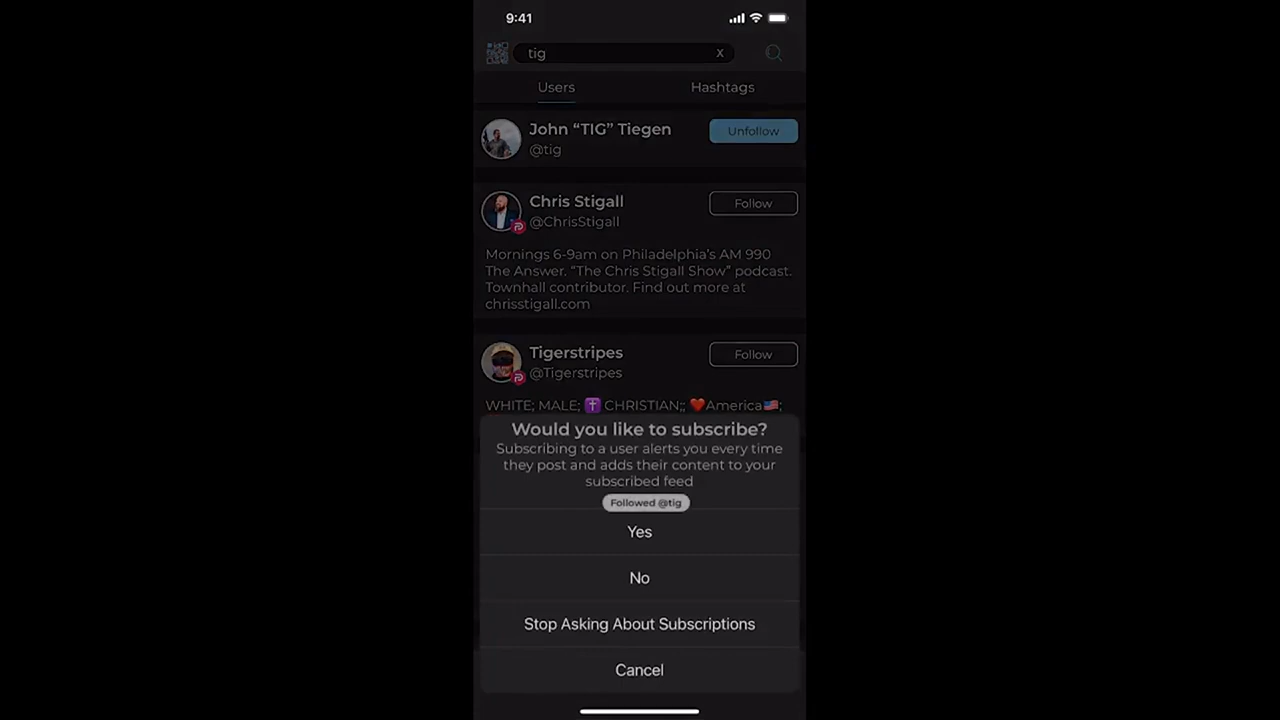 9:41
tig X
Users Hashtags
John “TIG” Tiegen
@tig
Unfollow
Chris Stigall
@ChrisStigall
Follow
Mornings 6-9am on Philadelphia’s AM 990
The Answer. “The Chris Stigall Show” podcast.
Townhall contributor. Find out more at
chrisstigall.com
Tigerstripes
@Tigerstripes
Follow
WHITE; MALE; ✝️ CHRISTIAN;; ❤️America🇺🇸;
Would you like to subscribe?
Subscribing to a user alerts you every time
they post and adds their content to your
subscribed feed
Followed @tig
Yes
No
Stop Asking About Subscriptions
Cancel